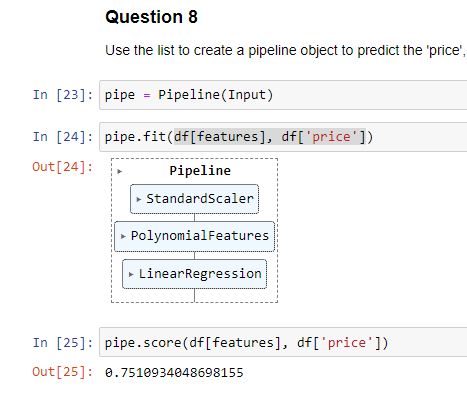 Question 8
Use the list to create a pipeline object to predict the 'price',
In [23]: pipe = Pipeline(Input)
In [24]: pipe.fit(df[features], df['price'])
Out[24]:
▸ Pipeline
▸ StandardScaler
▸ PolynomialFeatures
▸ LinearRegression
In [25]: pipe.score(df[features], df['price'])
Out[25]: 0.7510934048698155